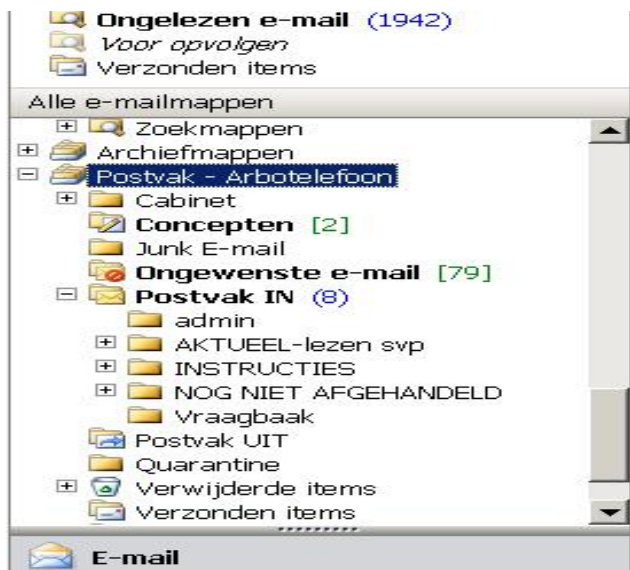 Ongelezen e-mail (1942)
Voor opvolgen
Verzonden items
Alle e-mailmappen
Zoekmappen
Archiefmappen
Postvak - Arbotelefoon
Cabinet
Concepten [2]
Junk E-mail
Ongewenste e-mail [79]
Postvak IN (8)
admin
AKTUEEL-lezen svp
INSTRUCTIES
NOG NIET AFGEHANDELD
Vraagbaak
Postvak UIT
Quarantine
Verwijderde items
Verzonden items
E-mail